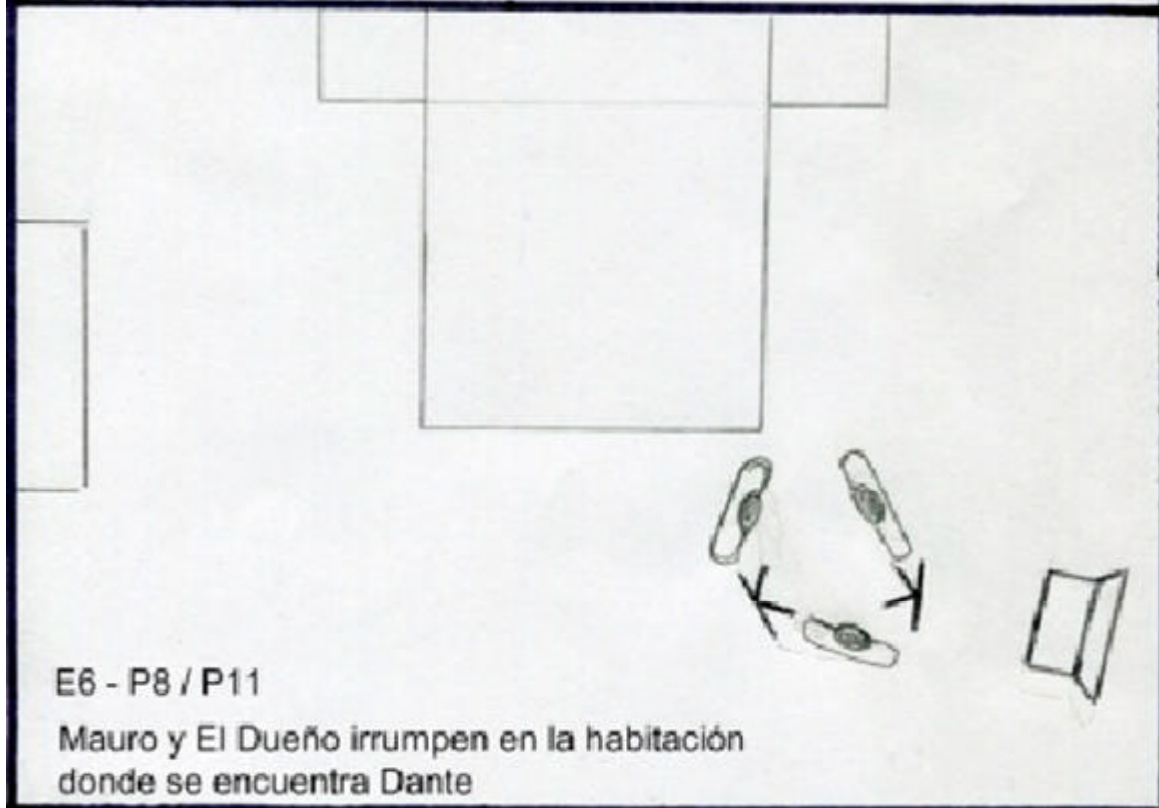 E6 - P8 / P11
Mauro y El Dueño irrumpen en la habitación
donde se encuentra Dante